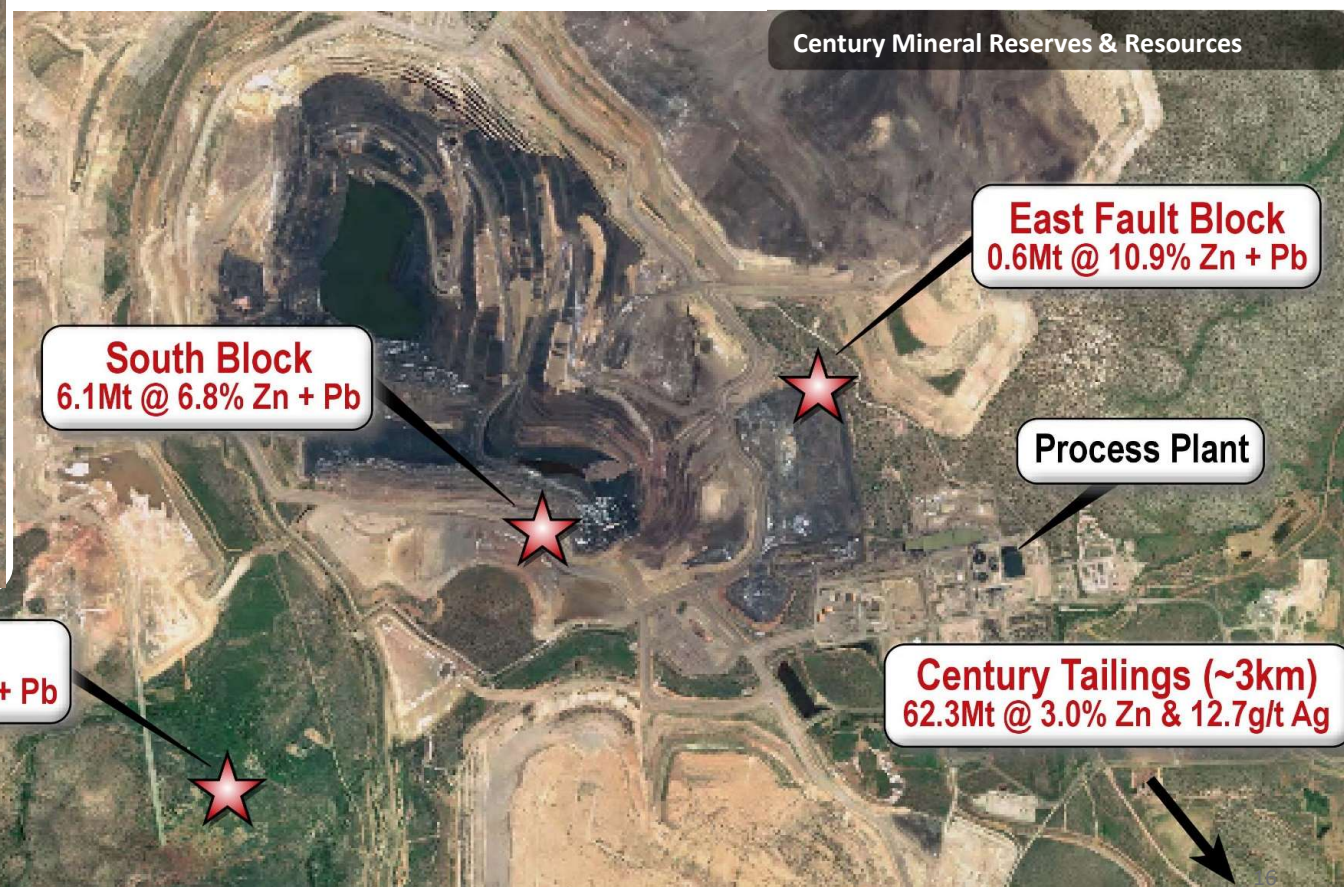 Century Mineral Reserves & Resources
East Fault Block
0.6Mt @ 10.9% Zn + Pb
South Block
6.1Mt @ 6.8% Zn + Pb
Process Plant
+ Pb
Century Tailings (~3km)
62.3Mt @ 3.0% Zn & 12.7g/t Ag
16